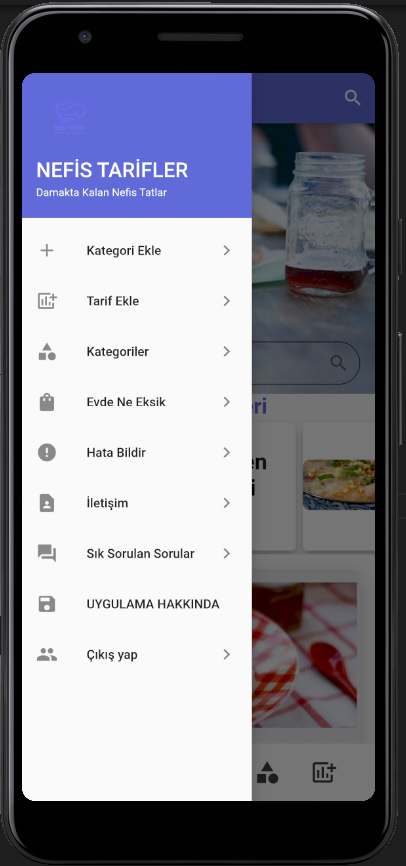 NEFİS TARİFLER
Damakta Kalan Nefis Tatlar
Kategori Ekle
Tarif Ekle
Kategoriler
Evde Ne Eksik
Hata Bildir
İletişim
Sık Sorulan Sorular
UYGULAMA HAKKINDA
Çıkış yap
eri
en
i